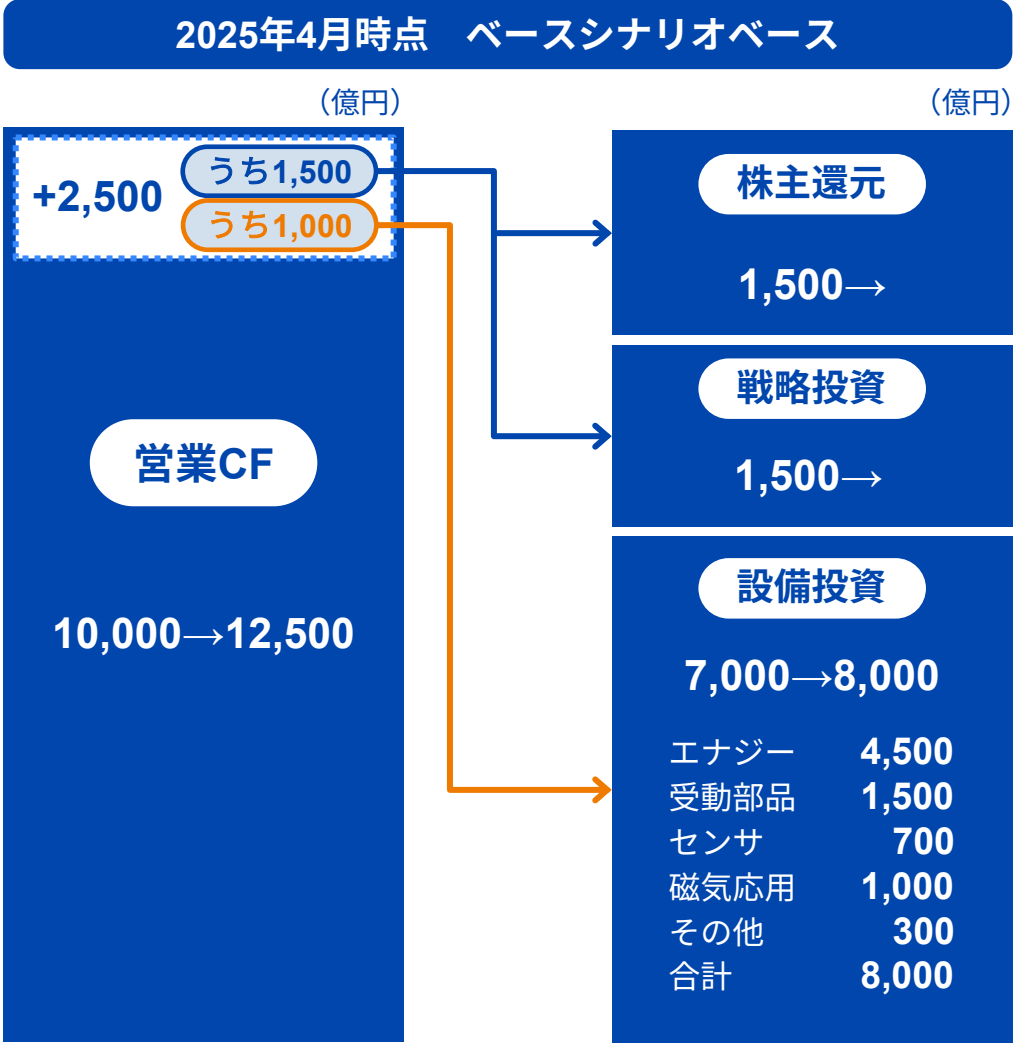 2025年4月時点　ベースシナリオベース
（億円）
+2,500
うち1,500
うち1,000
営業CF
10,000→12,500
（億円）
株主還元
1,500→
戦略投資
1,500→
設備投資
7,000→8,000
エナジー 4,500
受動部品 1,500
センサ 700
磁気応用 1,000
その他 300
合計 8,000